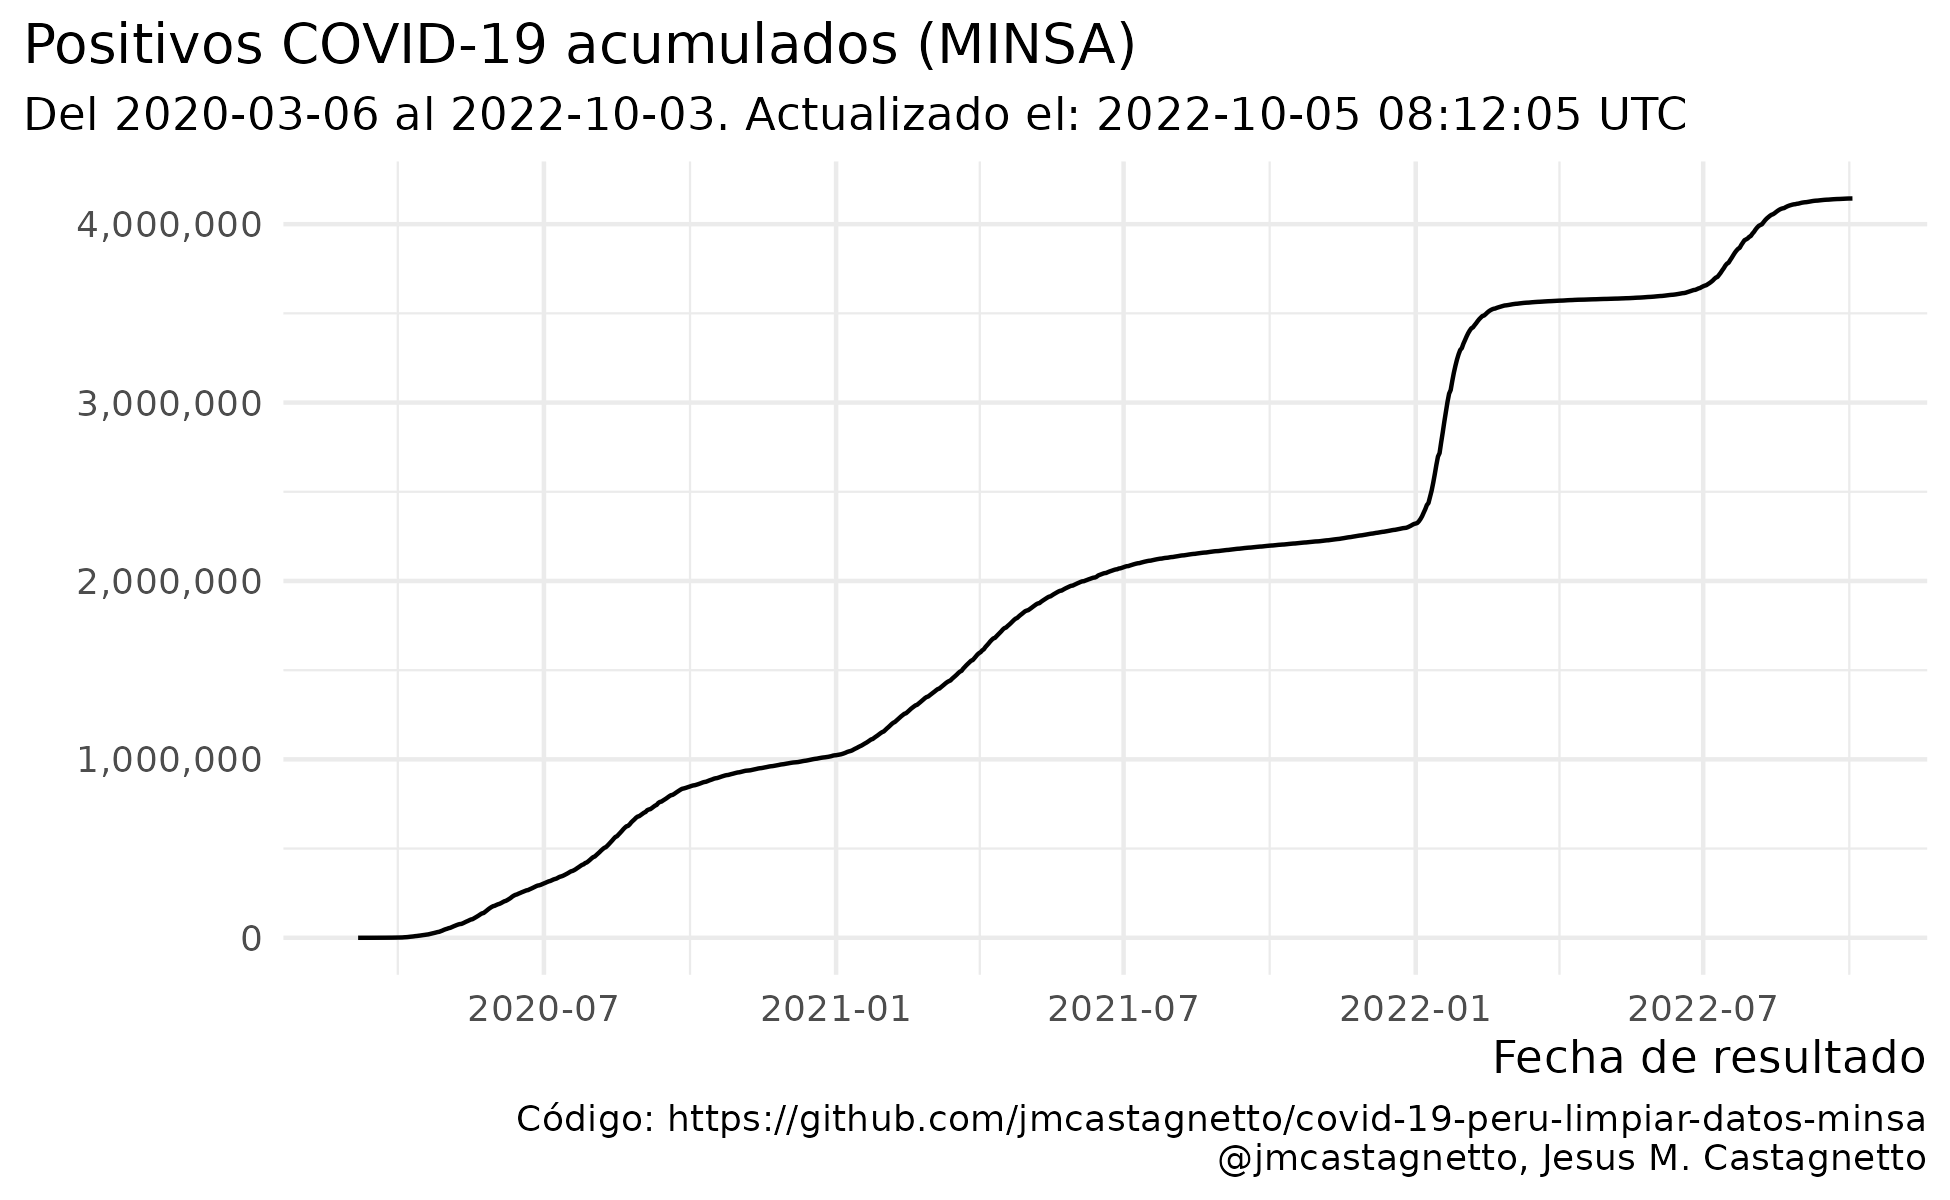 Positivos COVID-19 acumulados (MINSA)
Del 2020-03-06 al 2022-10-03. Actualizado el: 2022-10-05 08:12:05 UTC
4,000,000
3,000,000
2,000,000
1,000,000
0
2020-07 2021-01 2021-07 2022-01 2022-07
Fecha de resultado
Código: https://github.com/jmcastagnetto/covid-19-peru-limpiar-datos-minsa
@jmcastagnetto, Jesus M. Castagnetto